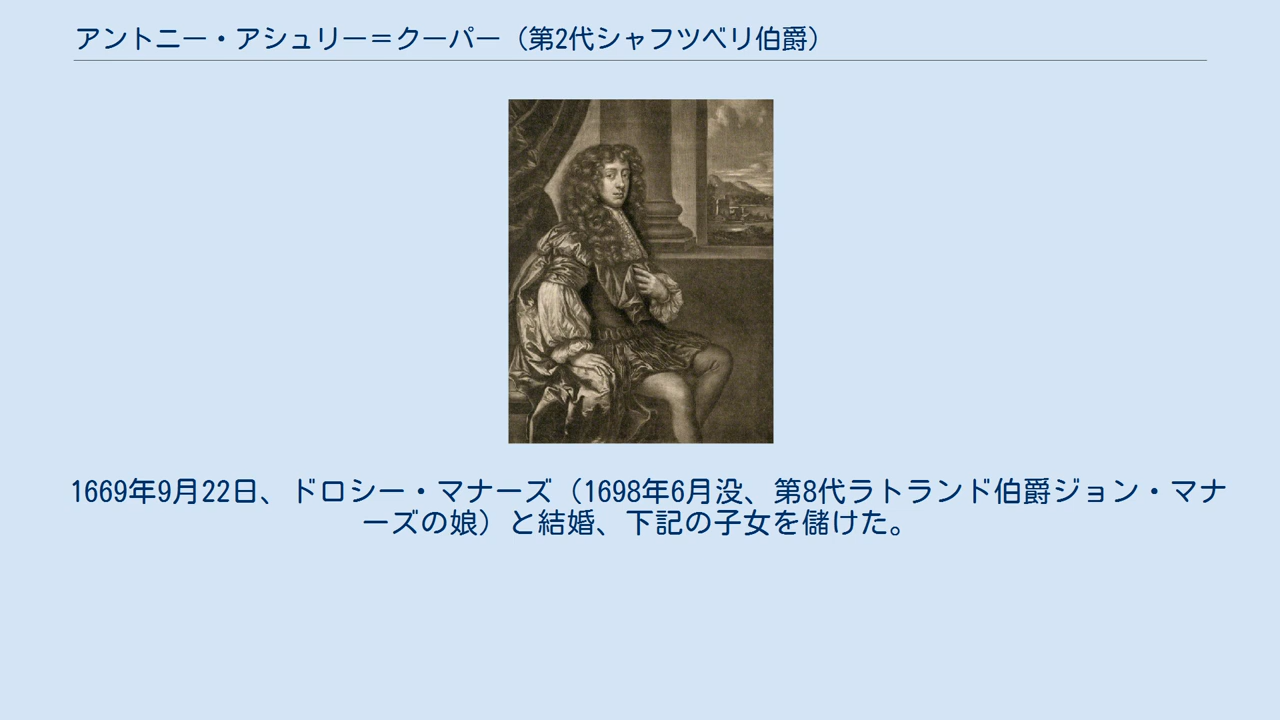 アントニー・アシュリー＝クーパー（第2代シャフツベリ伯爵）
1669年9月22日、ドロシー・マナーズ（1698年6月没、第8代ラトランド伯爵ジョン・マナ
ーズの娘）と結婚、下記の子女を儲けた。